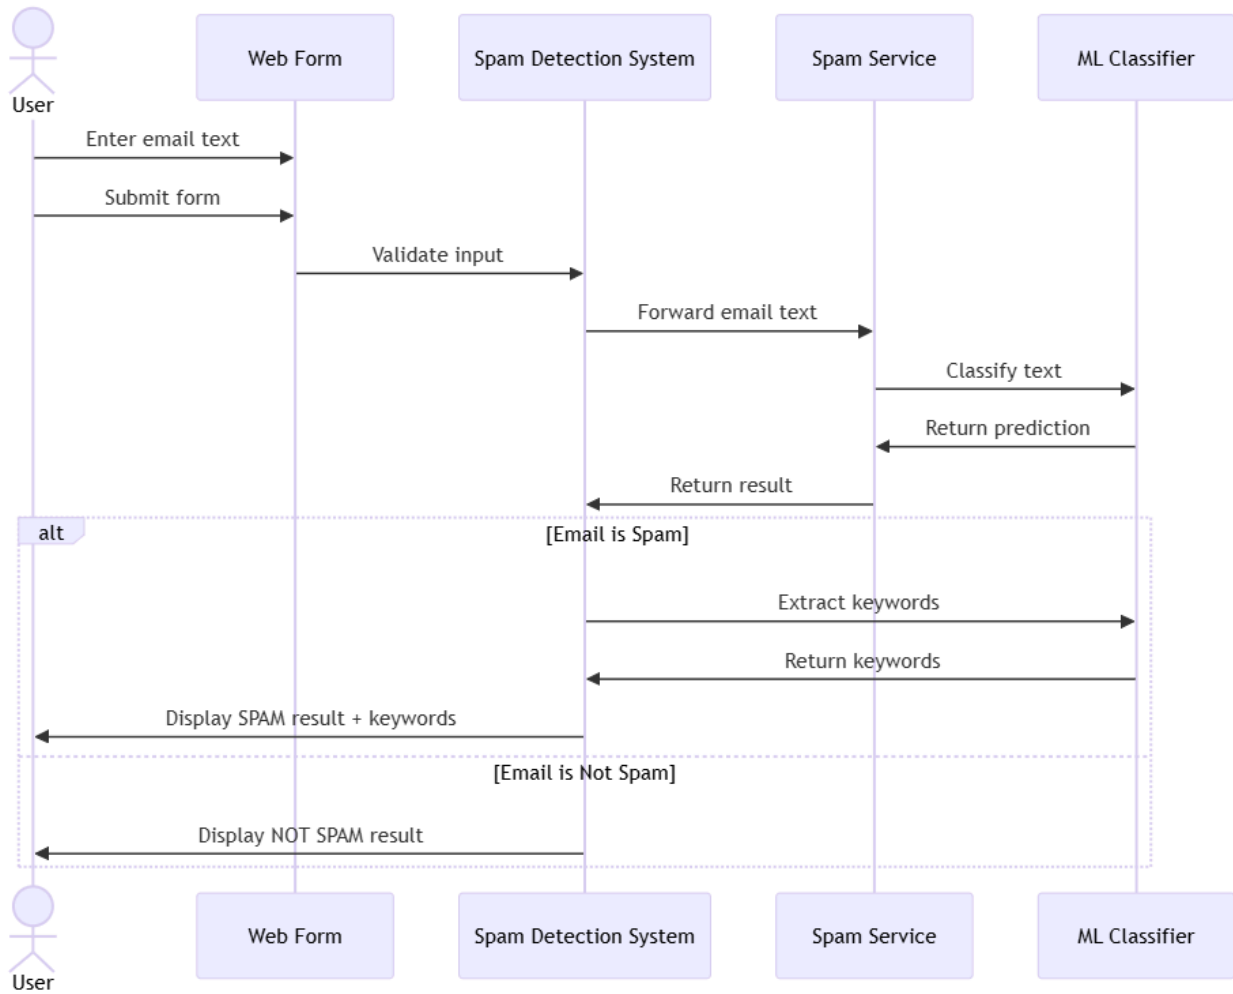 User
Web Form
Spam Detection System
Spam Service
ML Classifier
Enter email text
Submit form
Validate input
Forward email text
Classify text
Return prediction
Return result
alt
[Email is Spam]
Extract keywords
Return keywords
Display SPAM result + keywords
[Email is Not Spam]
Display NOT SPAM result
User
Web Form
Spam Detection System
Spam Service
ML Classifier